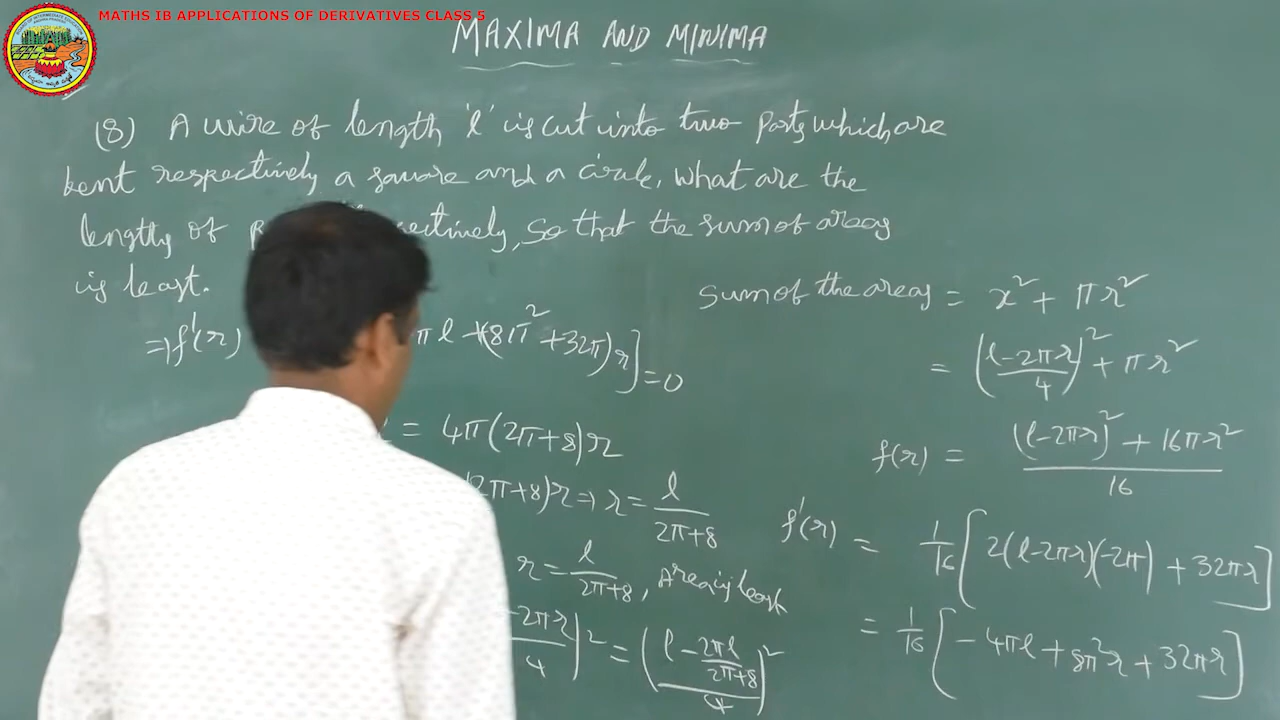 MATHS IB APPLICATIONS OF DERIVATIVES CLASS 5
MAXIMA AND MINIMA
(8) A wire of length 'l' is cut into two parts which are
bent respectively a square and a circle, what are the
length of pectively, so that the sum of areas
is least.
=) f'(r) πl +(8π² +32π) r] = 0
= 4π(2π+8)r
2π+8)r => r = l/(2π+8)
r = l/(2π+8), Area is least
-2πr/4)² = ((l - 2πl/(2π+8))/4)²
Sum of the areas = x² + πr²
= ((l-2πr)/4)² + πr²
f(r) = ((l-2πr)² + 16πr²)/16
f'(r) = 1/16 [2(l-2πr)(-2π) + 32πr]
= 1/16 [-4πl + 8π²r + 32πr]